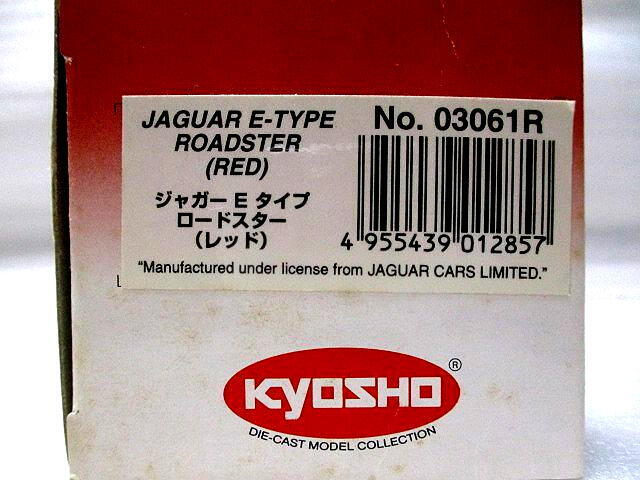 JAGUAR E-TYPE
ROADSTER
(RED)
No. 03061R
ジャガー E タイプ
ロードスター
(レッド)
4 955439 012857
"Manufactured under license from JAGUAR CARS LIMITED."
KYOSHO®
DIE-CAST MODEL COLLECTION